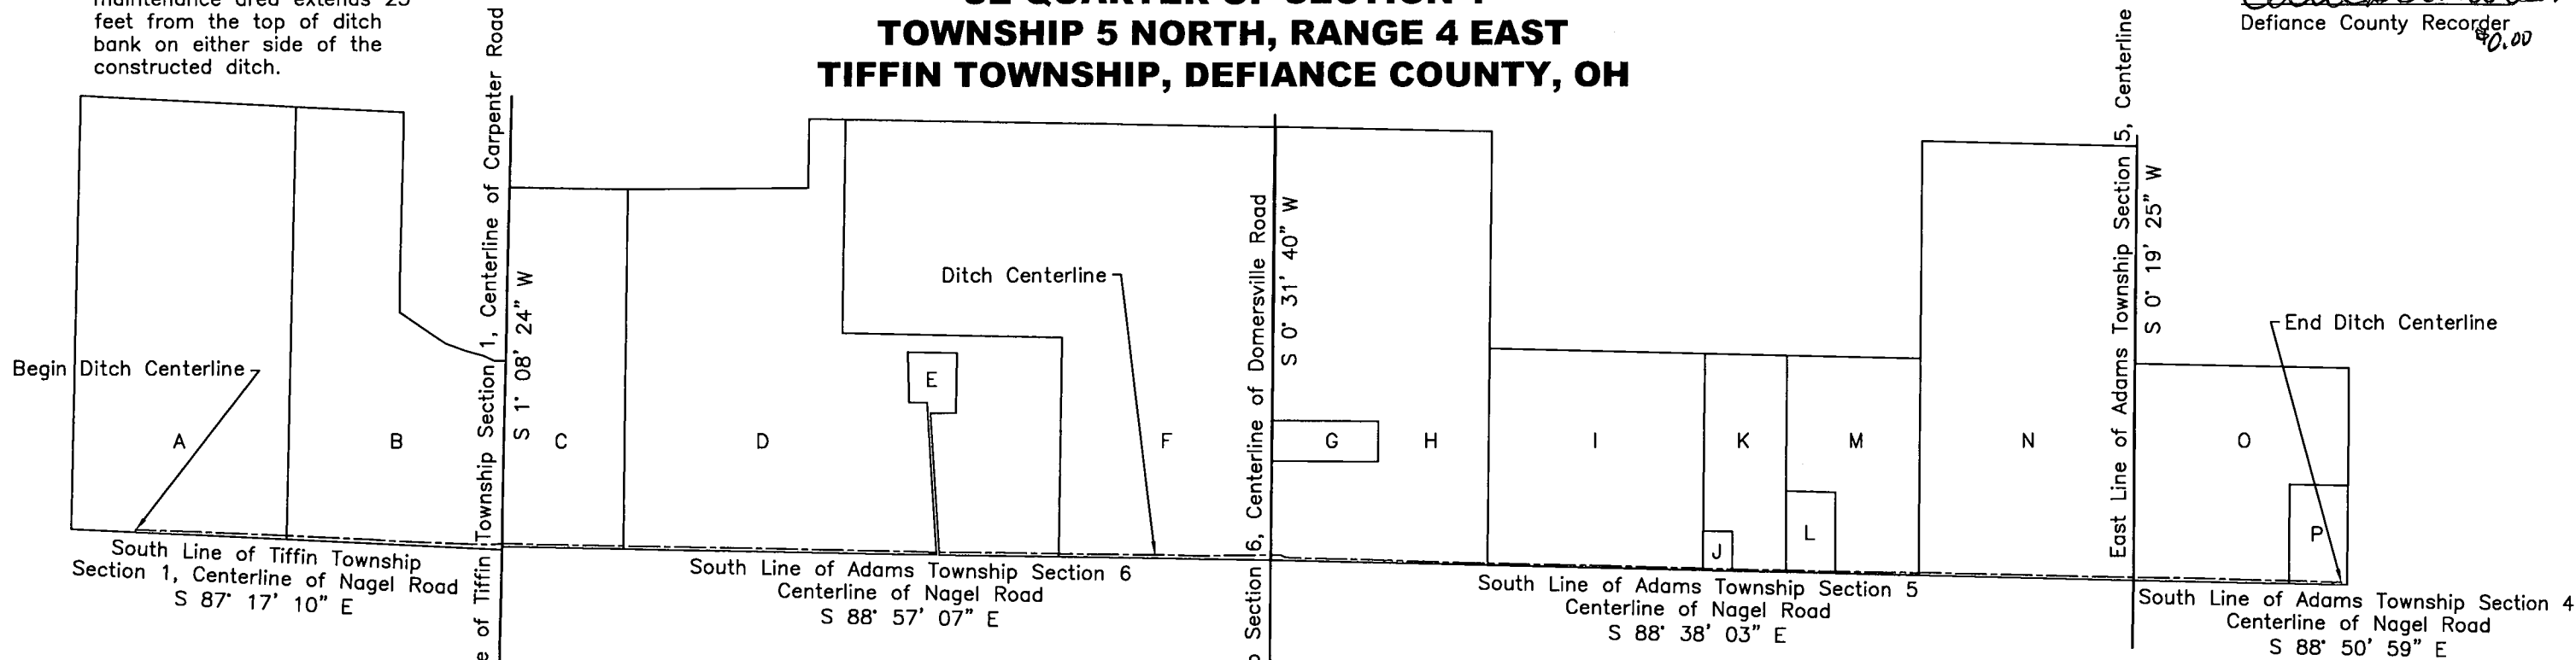 maintenance area extends 25
feet from the top of ditch
bank on either side of the
constructed ditch.
TOWNSHIP 5 NORTH, RANGE 4 EAST
TIFFIN TOWNSHIP, DEFIANCE COUNTY, OH
Defiance County Recorder
$0.00
Begin Ditch Centerline
A
B
of Tiffin Township Section 1, Centerline of Carpenter Road
S 1° 08' 24" W
C
D
E
Ditch Centerline
F
Section 6, Centerline of Domersville Road
S 0° 31' 40" W
G
H
I
J
K
L
M
N
East Line of Adams Township Section 5, Centerline
S 0° 19' 25" W
End Ditch Centerline
O
P
South Line of Tiffin Township
Section 1, Centerline of Nagel Road
S 87° 17' 10" E
South Line of Adams Township Section 6
Centerline of Nagel Road
S 88° 57' 07" E
South Line of Adams Township Section 5
Centerline of Nagel Road
S 88° 38' 03" E
South Line of Adams Township Section 4
Centerline of Nagel Road
S 88° 50' 59" E